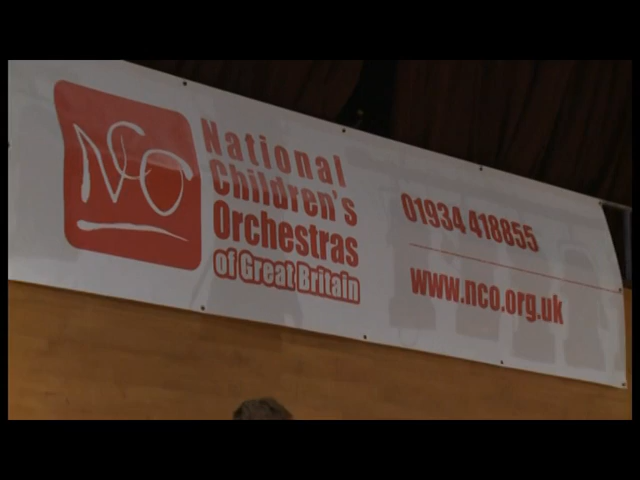 NCO
National
Children's
Orchestras
of Great Britain
01934 418855
www.nco.org.uk